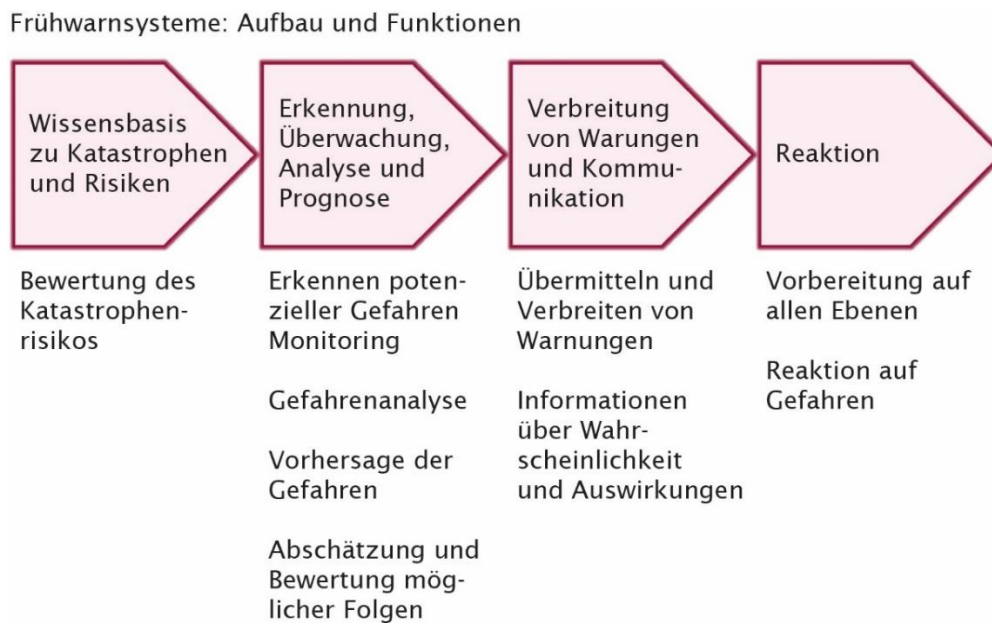 Frühwarnsysteme: Aufbau und Funktionen
Wissensbasis
zu Katastrophen
und Risiken
Erkennung,
Überwachung,
Analyse und
Prognose
Verbreitung
von Warungen
und Kommu-
nikation
Reaktion
Bewertung des
Katastrophen-
risikos
Erkennen poten-
zieller Gefahren
Monitoring
Gefahrenanalyse
Vorhersage der
Gefahren
Abschätzung und
Bewertung mög-
licher Folgen
Übermitteln und
Verbreiten von
Warnungen
Informationen
über Wahr-
scheinlichkeit
und Auswirkungen
Vorbereitung auf
allen Ebenen
Reaktion auf
Gefahren